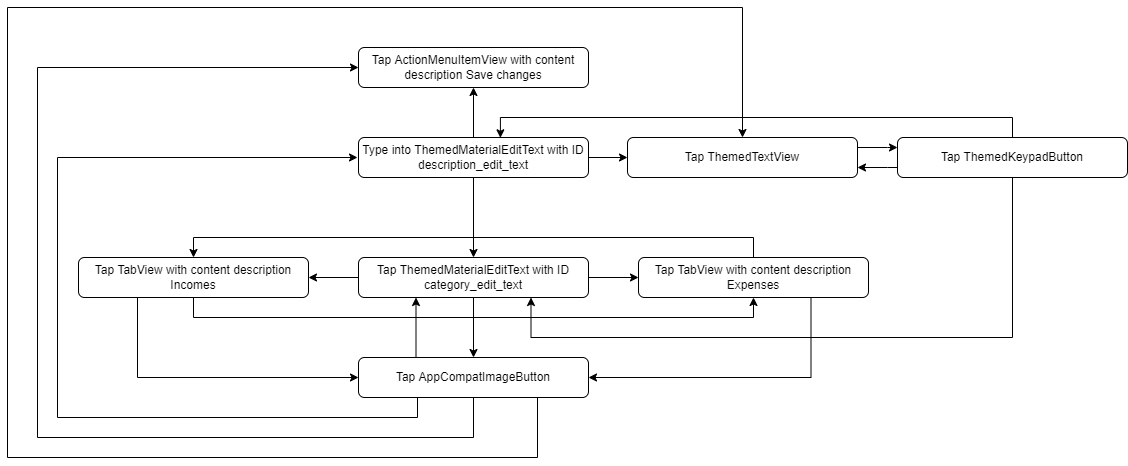 Tap ActionMenuItemView with content
description Save changes
Type into ThemedMaterialEditText with ID
description_edit_text
Tap ThemedTextView
Tap ThemedKeypadButton
Tap TabView with content description
Incomes
Tap ThemedMaterialEditText with ID
category_edit_text
Tap TabView with content description
Expenses
Tap AppCompatImageButton